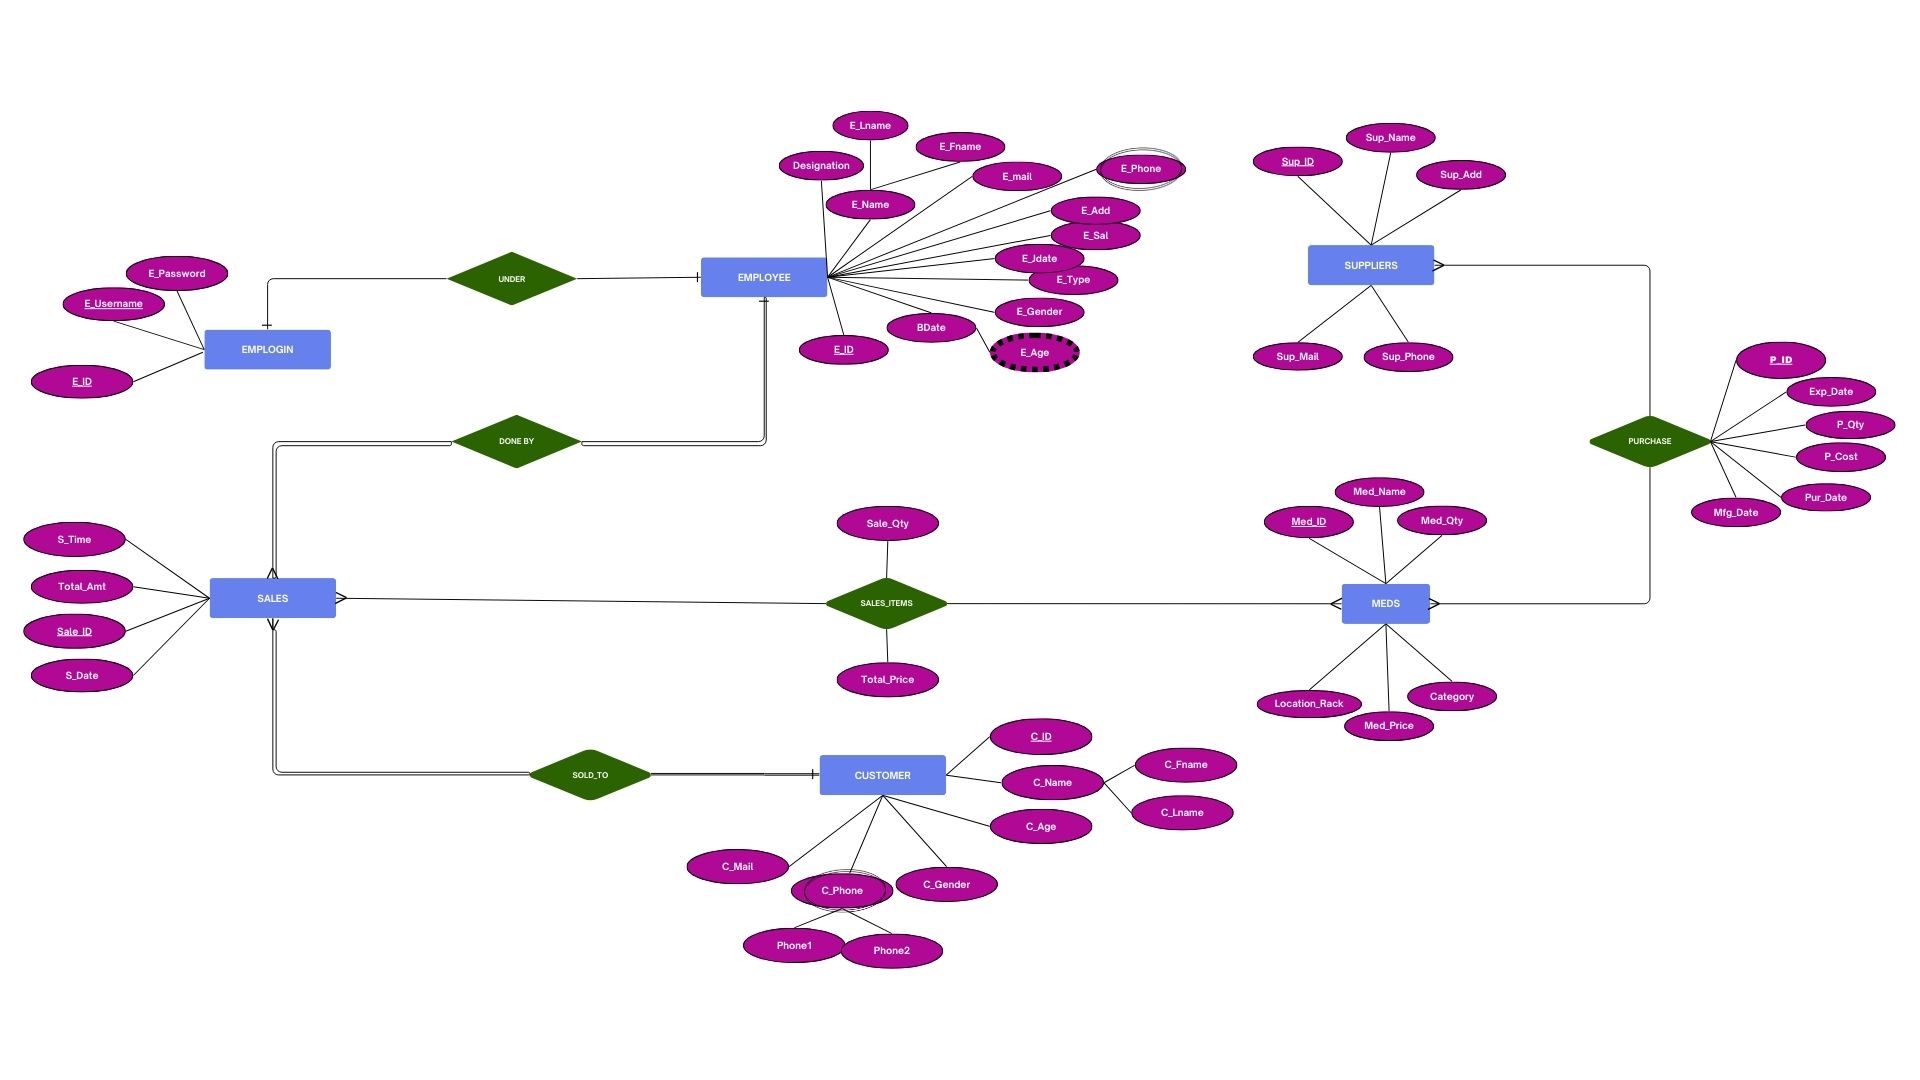 E_Lname
E_Fname
Designation
E_mail
E_Phone
E_Name
E_Add
E_Sal
E_Jdate
E_Type
E_Gender
BDate
E_Age
E_ID
EMPLOYEE
UNDER
E_Password
E_Username
EMPLOGIN
E_ID
DONE BY
Sup_Name
Sup_ID
Sup_Add
SUPPLIERS
Sup_Mail
Sup_Phone
P_ID
Exp_Date
P_Qty
PURCHASE
P_Cost
Pur_Date
Mfg_Date
S_Time
Total_Amt
SALES
Sale_ID
S_Date
Sale_Qty
SALES_ITEMS
Total_Price
Med_Name
Med_ID
Med_Qty
MEDS
Location_Rack
Category
Med_Price
SOLD_TO
CUSTOMER
C_ID
C_Name
C_Fname
C_Lname
C_Age
C_Mail
C_Phone
C_Gender
Phone1
Phone2